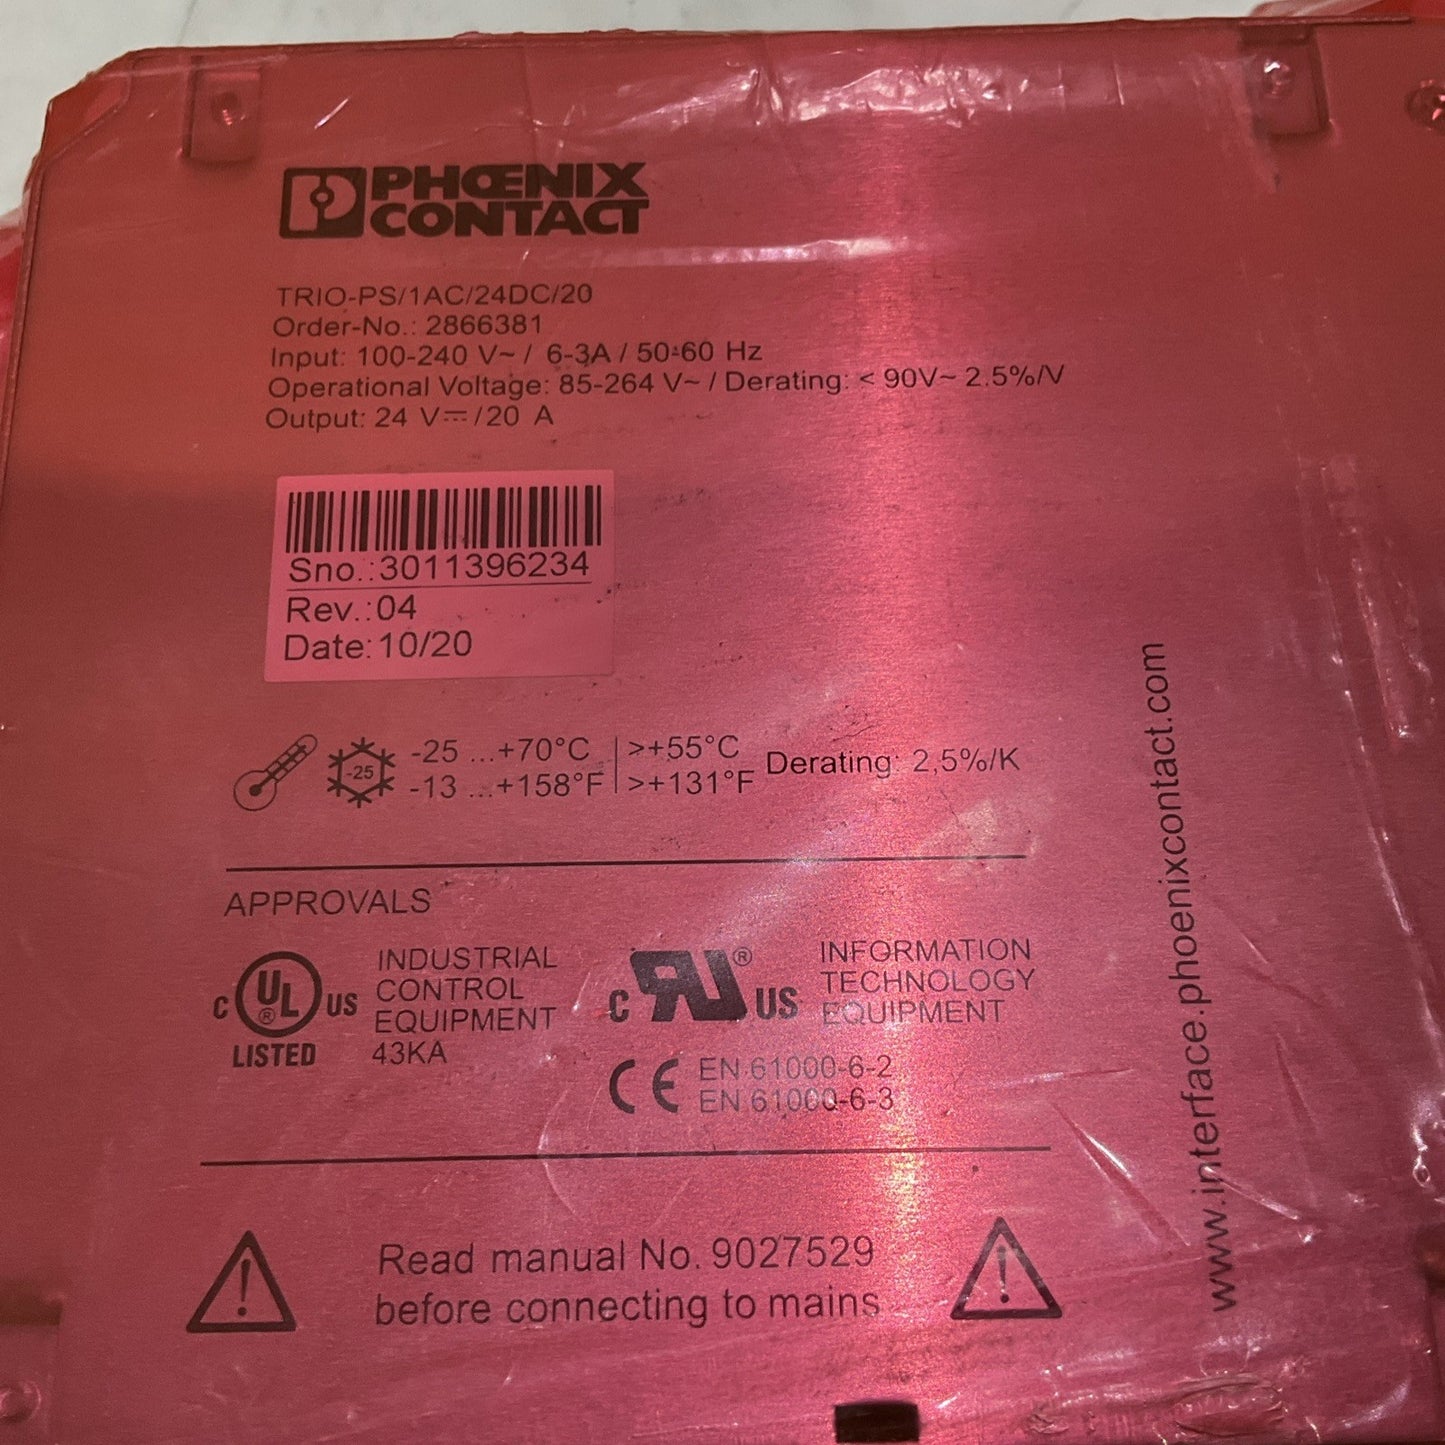 PHŒNIX
CONTACT
TRIO-PS/1AC/24DC/20
Order-No.: 2866381
Input: 100-240 V~ / 6-3A / 50-60 Hz
Operational Voltage: 85-264 V~ / Derating: < 90V~ 2.5%/V
Output: 24 V⎓ /20 A
Sno.:3011396234
Rev.:04
Date:10/20
-25
-25 ...+70°C | >+55°C Derating: 2,5%/K
-13 ...+158°F | >+131°F
APPROVALS
C UL ® US
LISTED
INDUSTRIAL
CONTROL
EQUIPMENT
43KA
C RU ® US
INFORMATION
TECHNOLOGY
EQUIPMENT
CE
EN 61000-6-2
EN 61000-6-3
! Read manual No. 9027529 !
before connecting to mains
www.interface.phoenixcontact.com